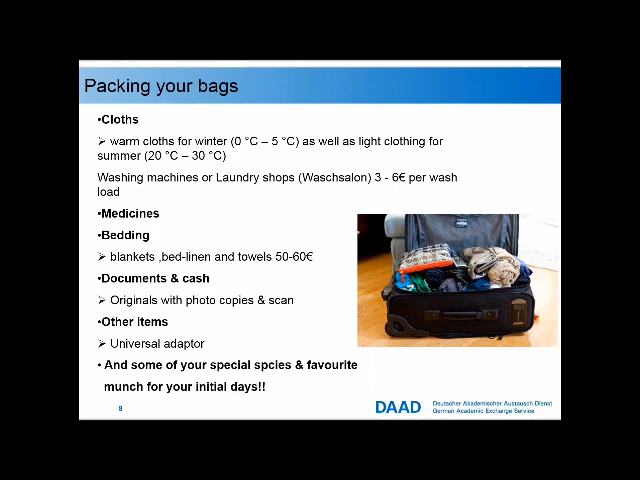 Packing your bags
•Cloths
➢ warm cloths for winter (0 °C – 5 °C) as well as light clothing for
summer (20 °C – 30 °C)
Washing machines or Laundry shops (Waschsalon) 3 - 6€ per wash
load
•Medicines
•Bedding
➢ blankets ,bed-linen and towels 50-60€
•Documents & cash
➢ Originals with photo copies & scan
•Other Items
➢ Universal adaptor
• And some of your special spcies & favourite
munch for your initial days!!
8
DAAD
Deutscher Akademischer Austausch Dienst
German Academic Exchange Service